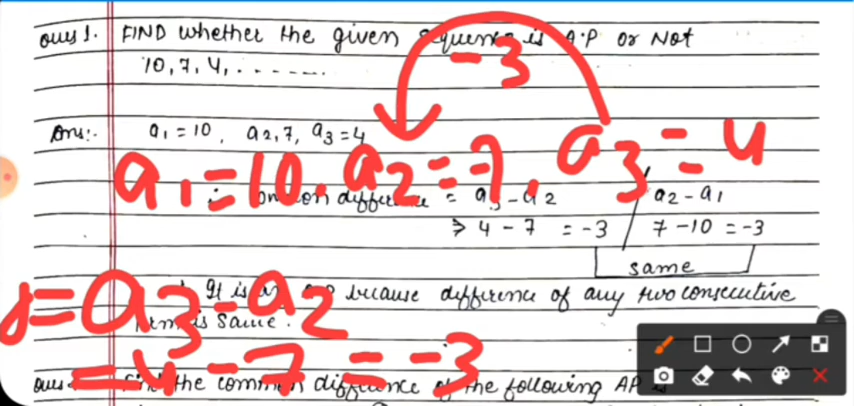 Ques 1. FIND whether the given sequence is A.P or Not
10, 7, 4, .......
-3
Ans:- a1 = 10, a2, 7, a3 = 4
a1 = 10. a2 = 7, a3 = 4
common difference = a3 - a2 / a2 - a1
⇒ 4 - 7 = -3 / 7 - 10 = -3
same
It is an because difference of any two consecutive
= a3 - a2
term is same.
= 4 - 7 = -3
Ques Find the common difference of the following AP